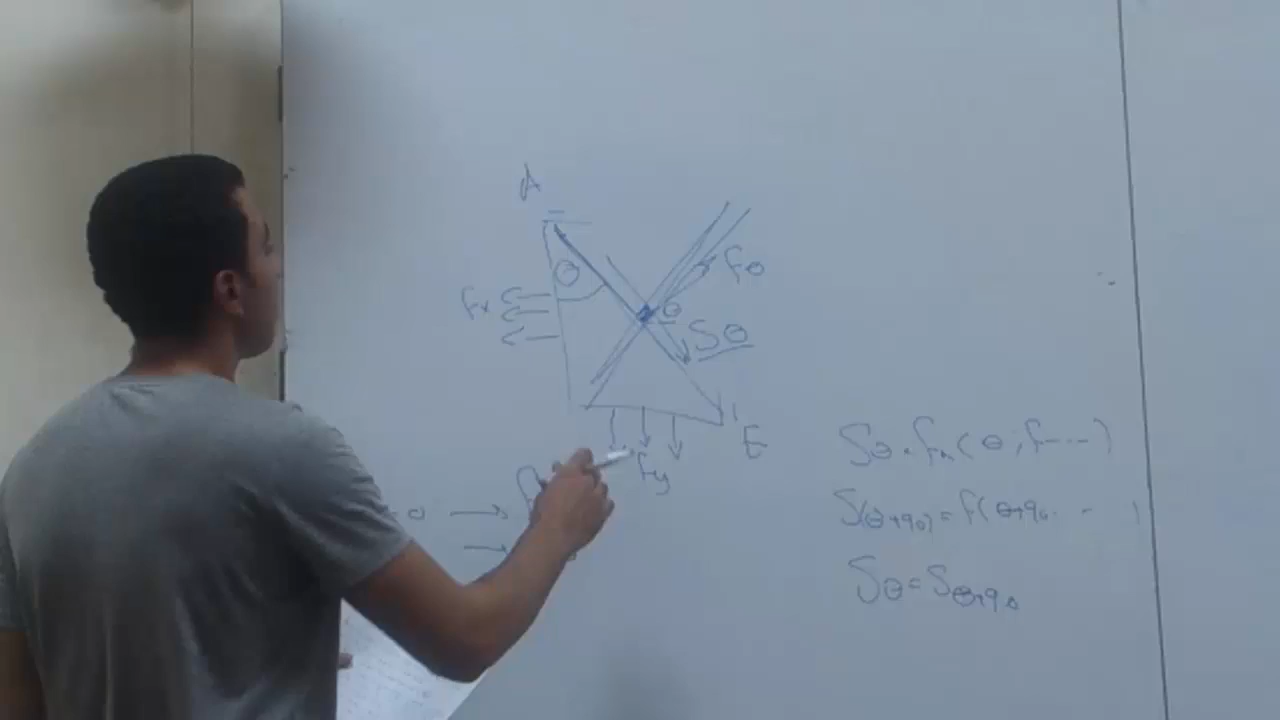 A
θ
fθ
fx
θ
Sθ
E
fy
Sθ = fn(θ, f----)
S(θ+90) = f(θ+90 - -
Sθ = Sθ+90